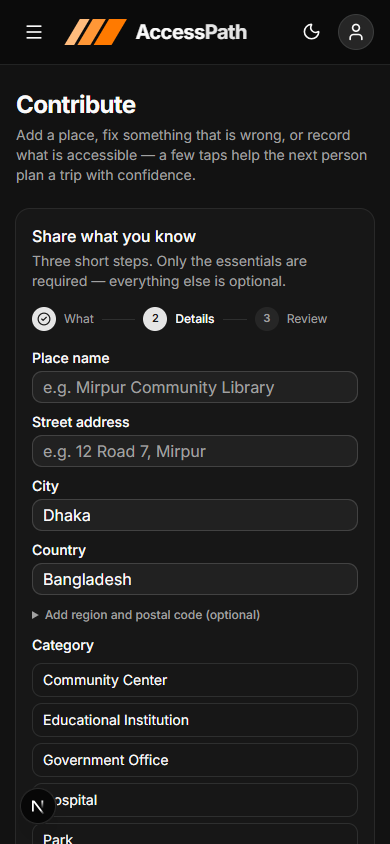 AccessPath
Contribute
Add a place, fix something that is wrong, or record
what is accessible — a few taps help the next person
plan a trip with confidence.
Share what you know
Three short steps. Only the essentials are
required — everything else is optional.
What 2 Details 3 Review
Place name
e.g. Mirpur Community Library
Street address
e.g. 12 Road 7, Mirpur
City
Dhaka
Country
Bangladesh
Add region and postal code (optional)
Category
Community Center
Educational Institution
Government Office
N ospital
Park